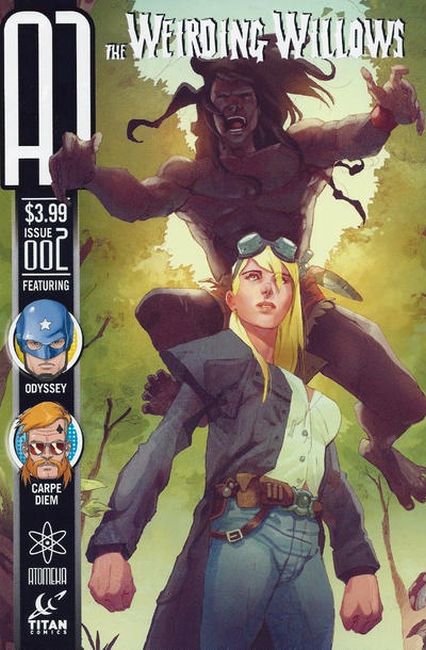 A1
THE WEIRDING WILLOWS
$3.99
ISSUE
002
FEATURING
ODYSSEY
CARPE
DIEM
ATOMEKA
TITAN
COMICS